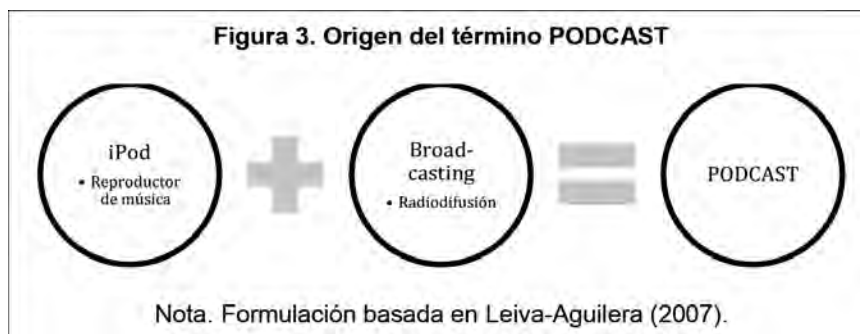 Figura 3. Origen del término PODCAST
iPod
• Reproductor
de música
Broad-
casting
• Radiodifusión
PODCAST
Nota. Formulación basada en Leiva-Aguilera (2007).